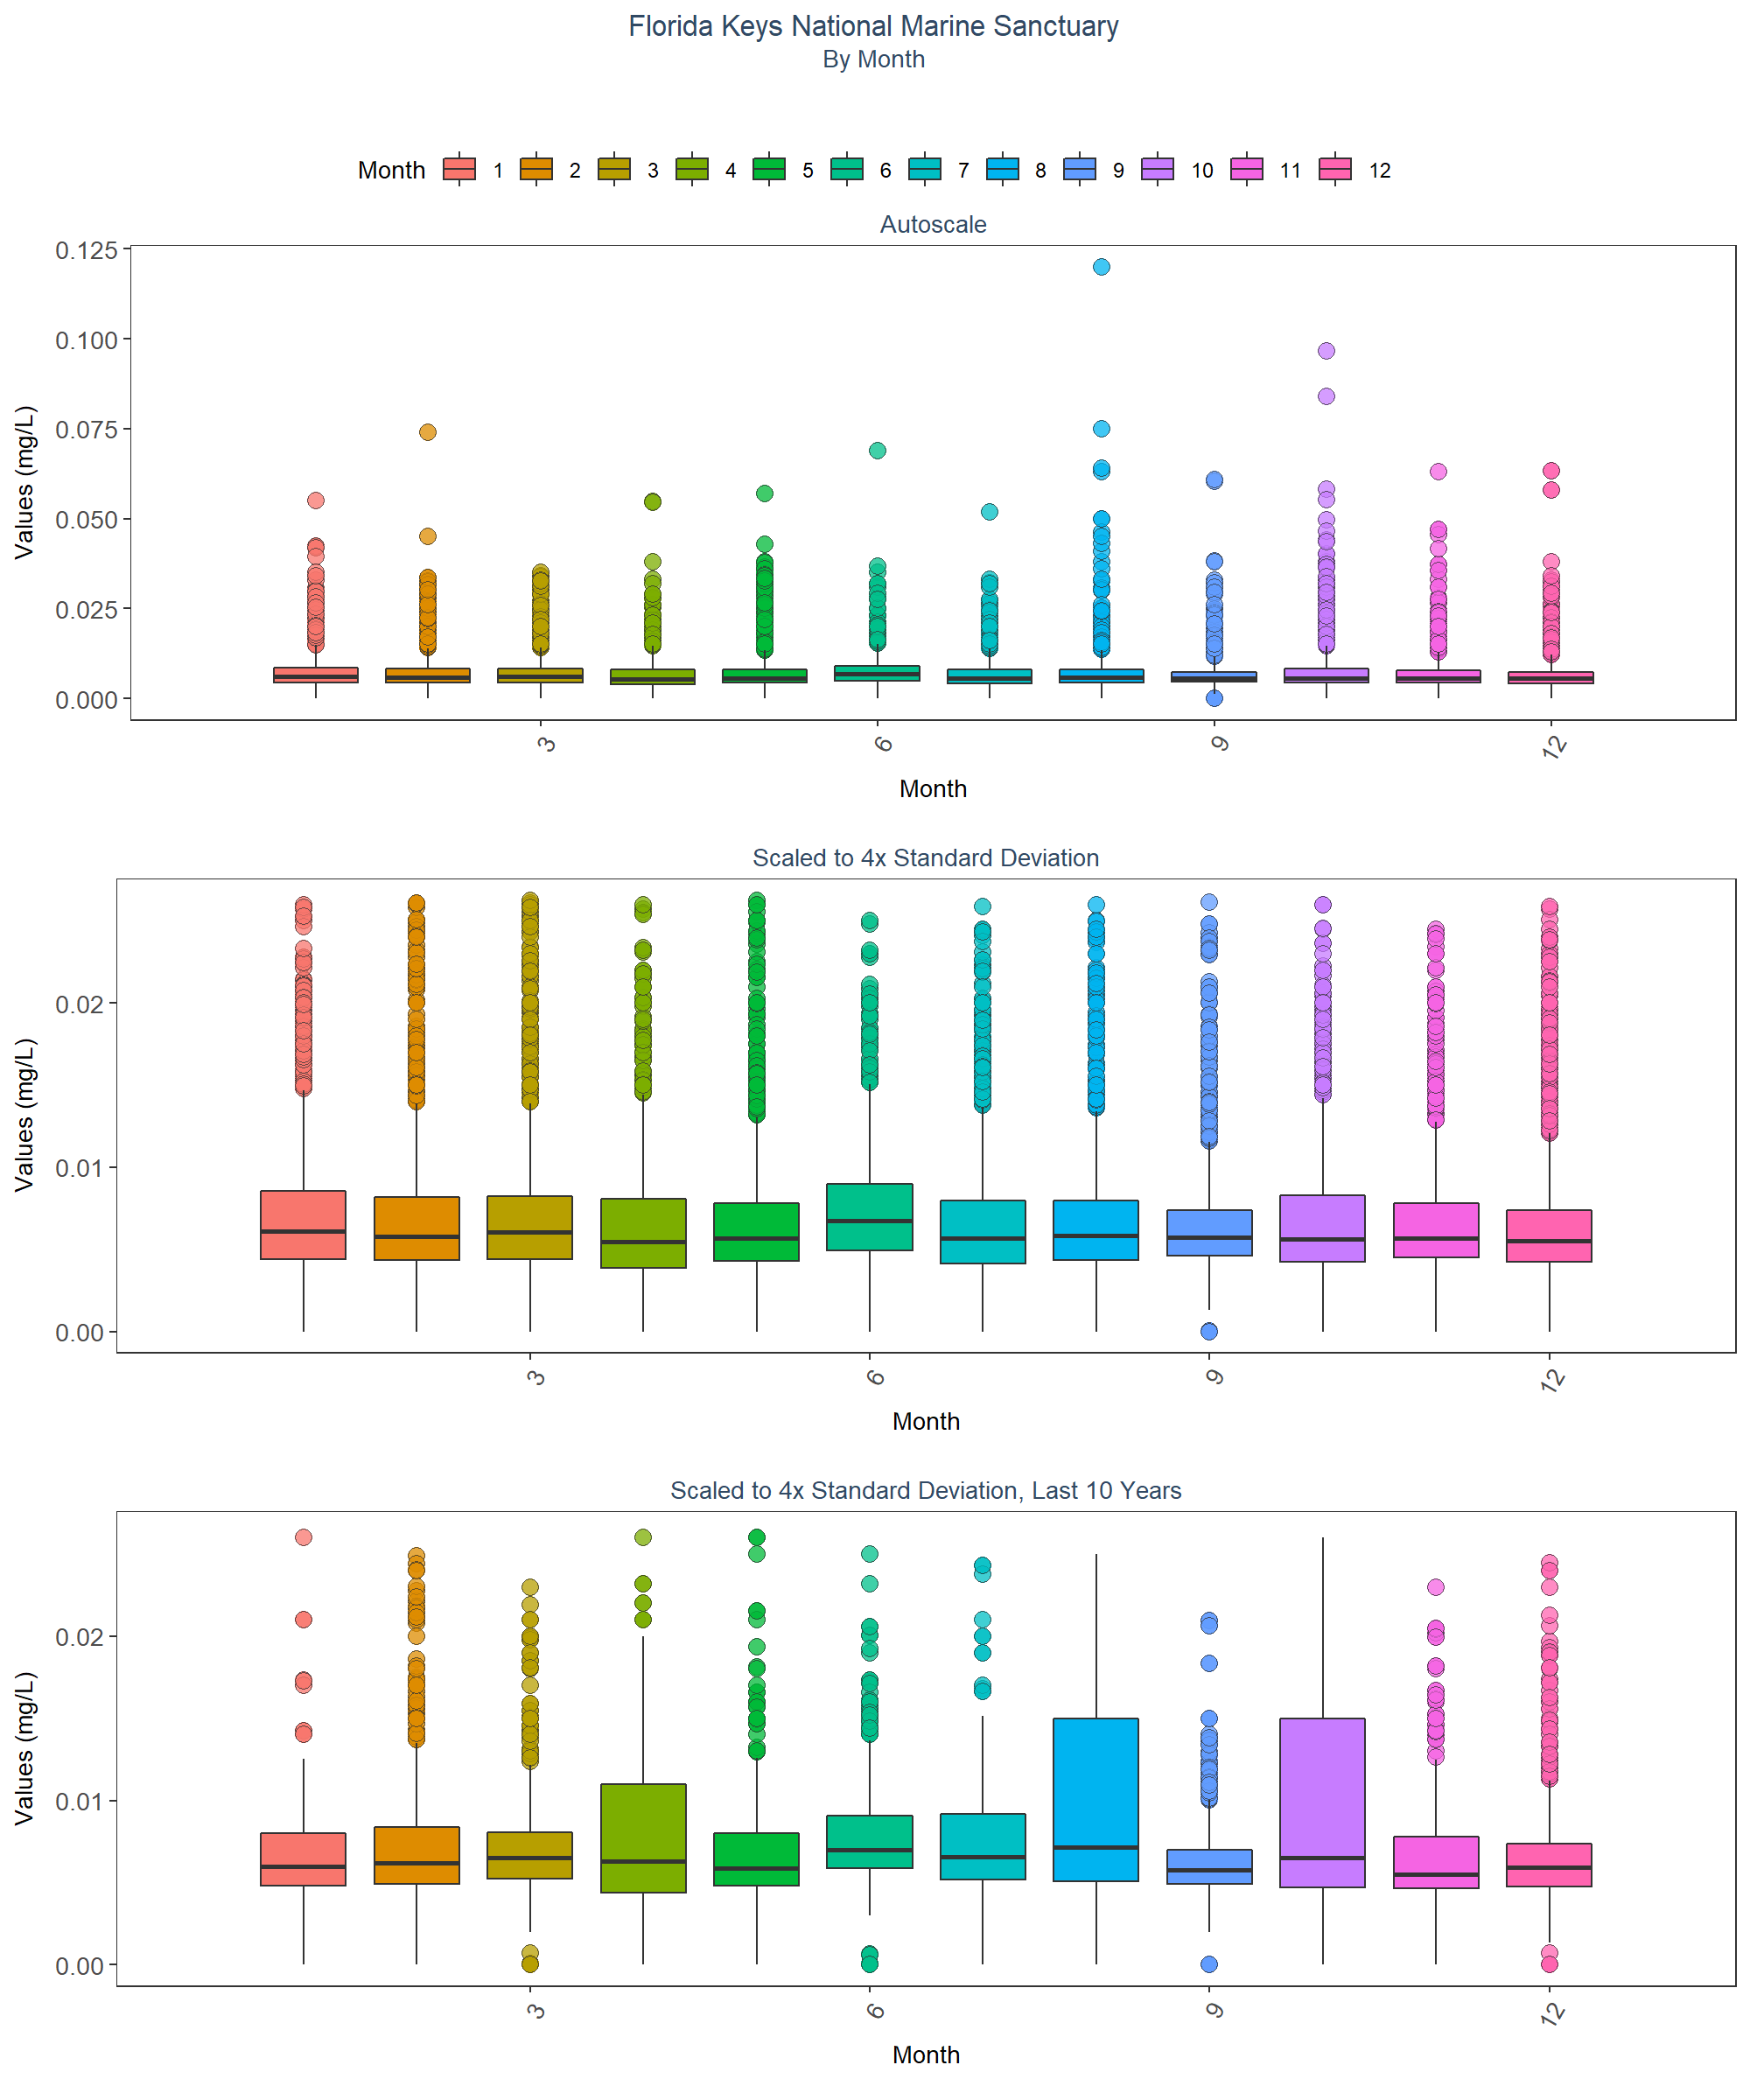 Florida Keys National Marine Sanctuary
By Month
Month 1 2 3 4 5 6 7 8 9 10 11 12
Autoscale
0.125
0.100
0.075
0.050
0.025
0.000
Values (mg/L)
3 6 9 12
Month
Scaled to 4x Standard Deviation
0.02
0.01
0.00
Values (mg/L)
3 6 9 12
Month
Scaled to 4x Standard Deviation, Last 10 Years
0.02
0.01
0.00
Values (mg/L)
3 6 9 12
Month